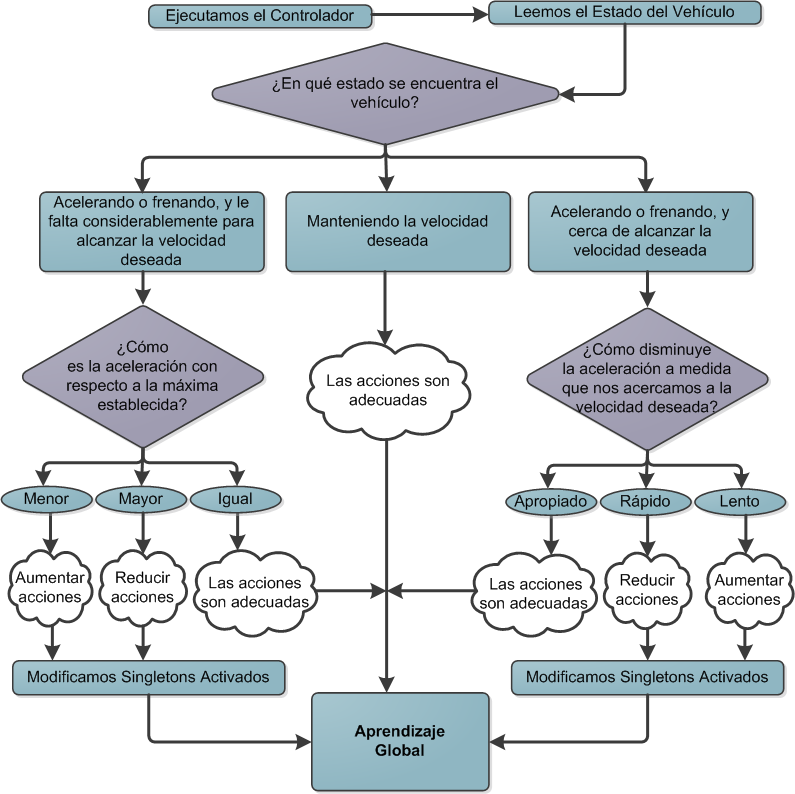 Ejecutamos el Controlador
Leemos el Estado del Vehículo
¿En qué estado se encuentra el
vehículo?
Acelerando o frenando, y le
falta considerablemente para
alcanzar la velocidad
deseada
Manteniendo la velocidad
deseada
Acelerando o frenando, y
cerca de alcanzar la
velocidad deseada
¿Cómo
es la aceleración con
respecto a la máxima
establecida?
Las acciones son
adecuadas
¿Cómo disminuye
la aceleración a medida
que nos acercamos a la
velocidad deseada?
Menor
Mayor
Igual
Apropiado
Rápido
Lento
Aumentar
acciones
Reducir
acciones
Las acciones
son adecuadas
Las acciones
son adecuadas
Reducir
acciones
Aumentar
acciones
Modificamos Singletons Activados
Modificamos Singletons Activados
Aprendizaje
Global